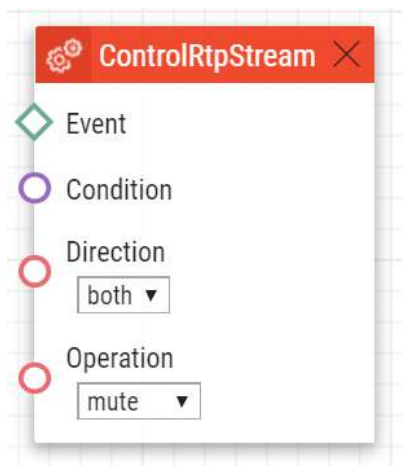 ControlRtpStream
Event
Condition
Direction
both
Operation
mute